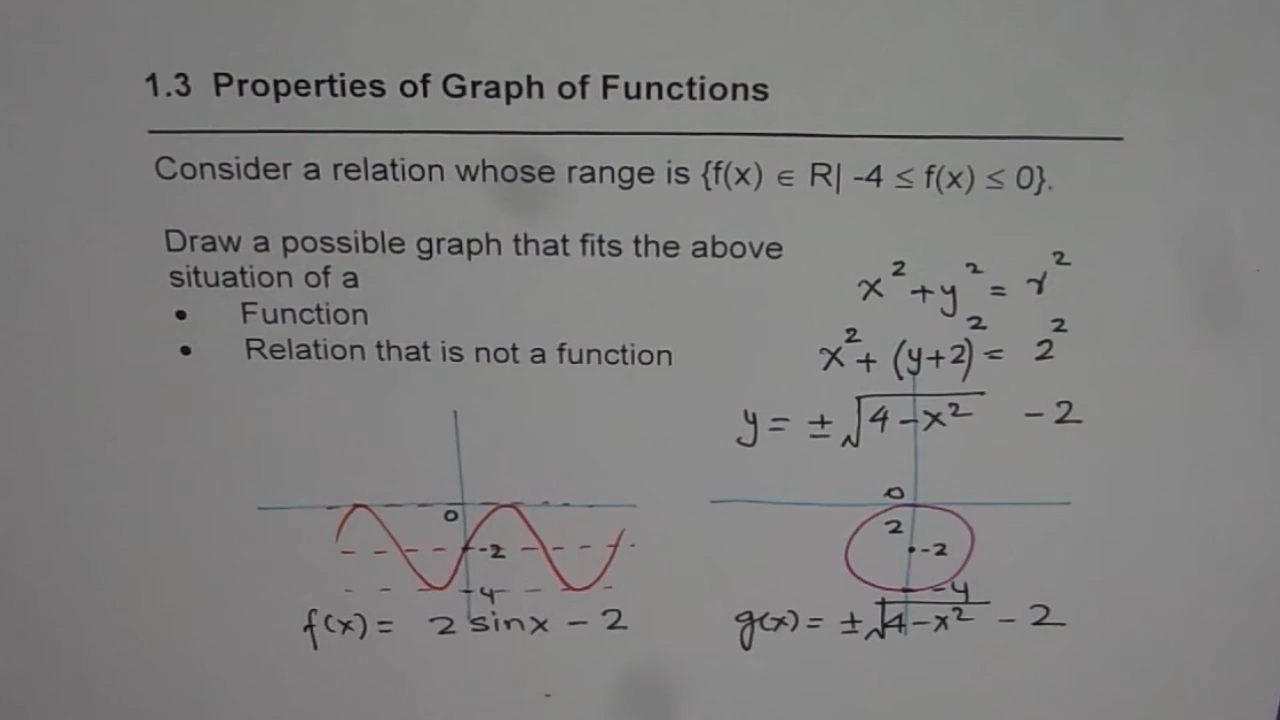 1.3 Properties of Graph of Functions
Consider a relation whose range is {f(x) ∈ R| -4 ≤ f(x) ≤ 0}.
Draw a possible graph that fits the above
situation of a
• Function
• Relation that is not a function
x² + y² = r²
x² + (y+2)² = 2²
y = ± √4-x² - 2
0
-2
-4
f(x) = 2 sinx - 2
0
2
-2
-4
g(x) = ± √4-x² - 2